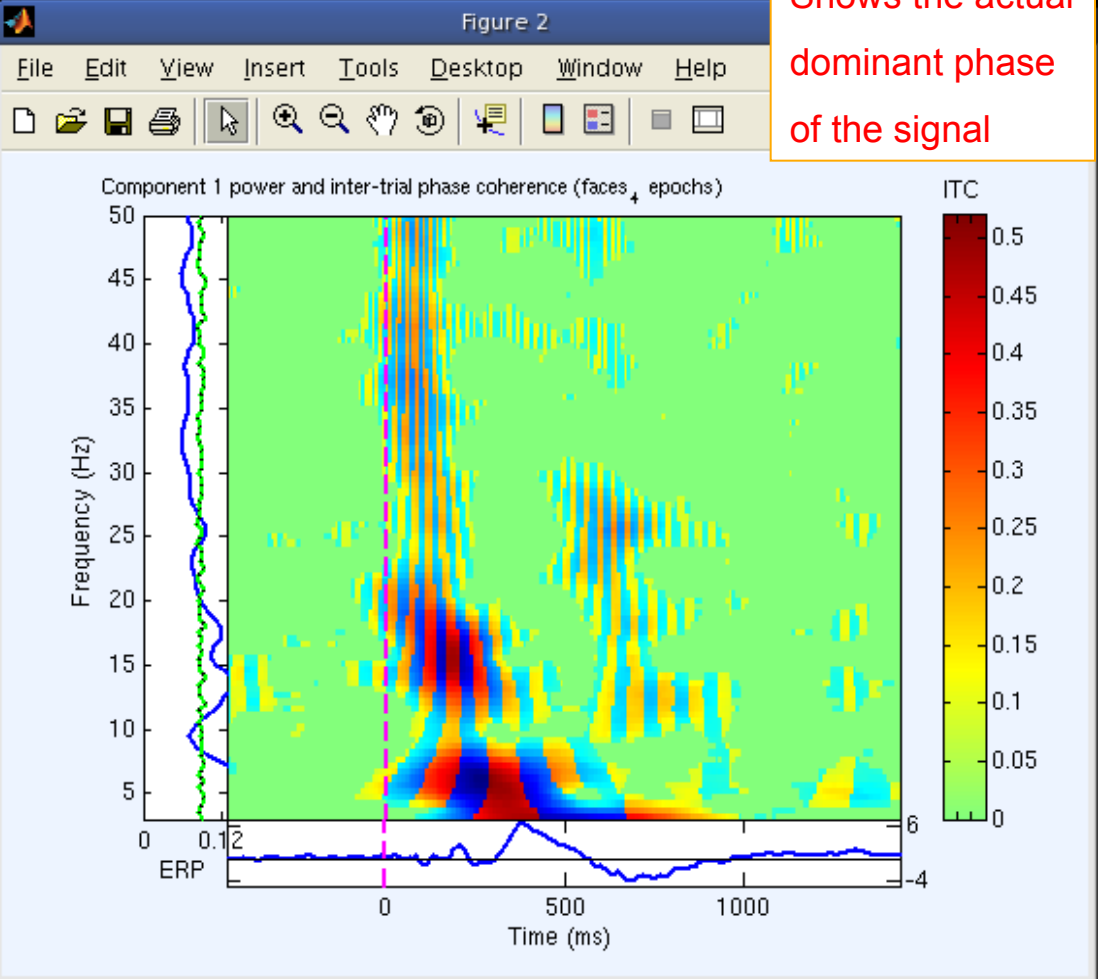 Figure 2
Shows the actual
dominant phase
of the signal
File Edit View Insert Tools Desktop Window Help
Component 1 power and inter-trial phase coherence (faces4 epochs)
ITC
50
45
40
35
30
25
20
15
10
5
Frequency (Hz)
0.5
0.45
0.4
0.35
0.3
0.25
0.2
0.15
0.1
0.05
0
0 0.12
ERP
6
-4
0 500 1000
Time (ms)